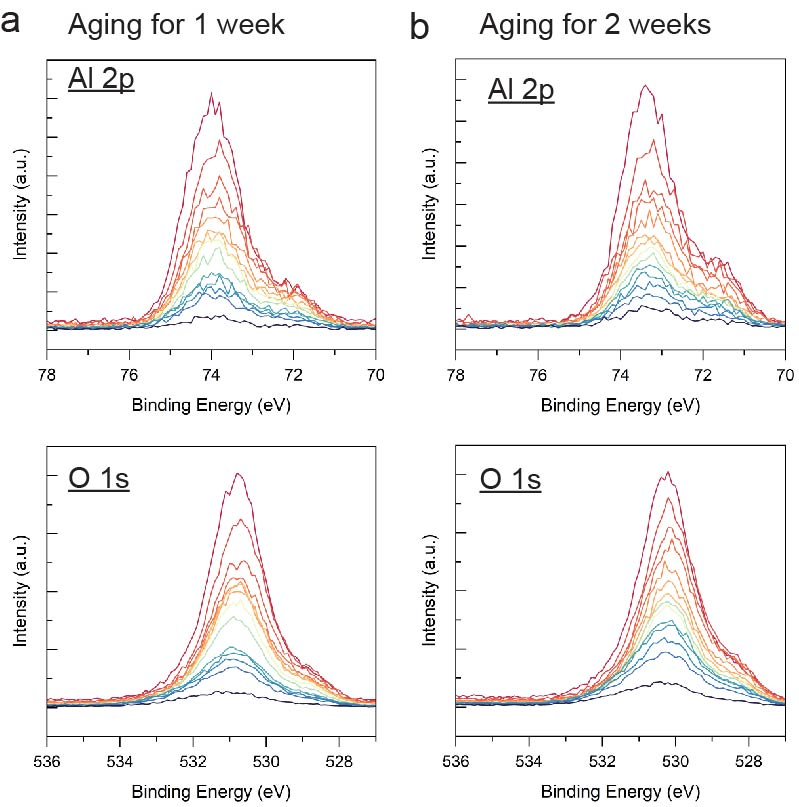 a Aging for 1 week
b Aging for 2 weeks
Al 2p
Intensity (a.u.)
78 76 74 72 70
Binding Energy (eV)
Al 2p
Intensity (a.u.)
78 76 74 72 70
Binding Energy (eV)
O 1s
Intensity (a.u.)
536 534 532 530 528
Binding Energy (eV)
O 1s
Intensity (a.u.)
536 534 532 530 528
Binding Energy (eV)